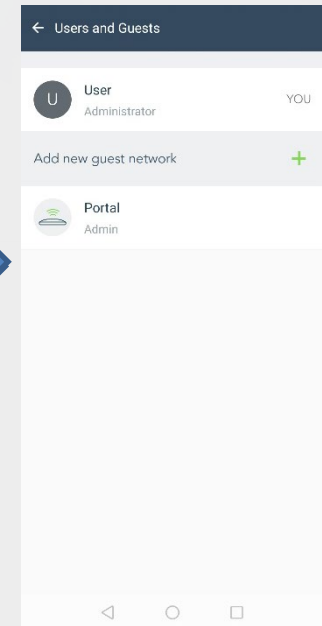 Users and Guests
U
User
YOU
Administrator
Add new guest network
Portal
Admin